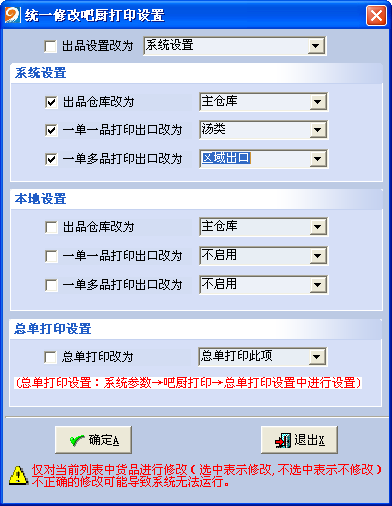 统一修改吧厨打印设置
出品设置改为 系统设置
系统设置
出品仓库改为 主仓库
一单一品打印出口改为 汤类
一单多品打印出口改为 区域出口
本地设置
出品仓库改为 主仓库
一单一品打印出口改为 不启用
一单多品打印出口改为 不启用
总单打印设置
总单打印改为 总单打印此项
(总单打印设置：系统参数→吧厨打印→总单打印设置中进行设置)
确定A 退出X
仅对当前列表中货品进行修改（选中表示修改,不选中表示不修改）
不正确的修改可能导致系统无法运行。